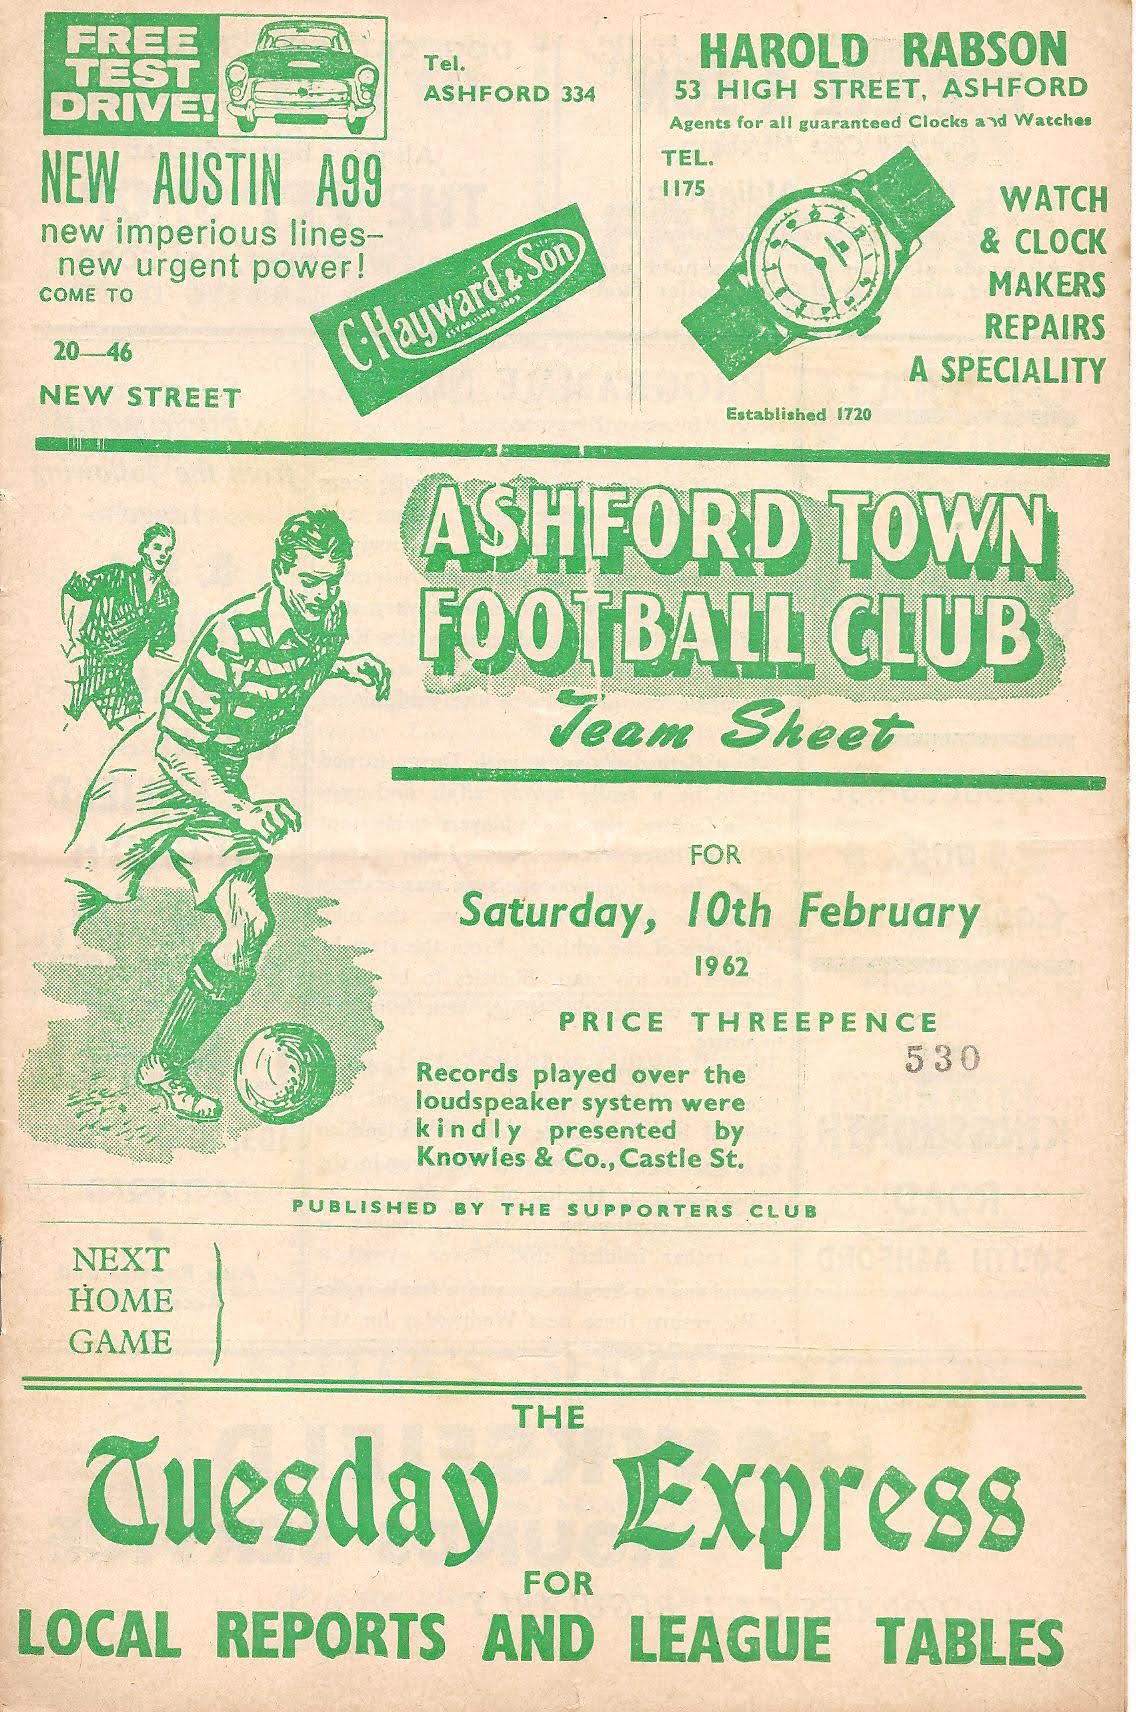 FREE
TEST
DRIVE!
Tel.
ASHFORD 334
NEW AUSTIN A99
new imperious lines—
new urgent power!
COME TO
20—46
NEW STREET
C. Hayward & Son
ESTABLISHED
HAROLD RABSON
53 HIGH STREET, ASHFORD
Agents for all guaranteed Clocks and Watches
TEL.
1175
WATCH
& CLOCK
MAKERS
REPAIRS
A SPECIALITY
Established 1720
ASHFORD TOWN
FOOTBALL CLUB
Team Sheet
FOR
Saturday, 10th February
1962
PRICE THREEPENCE
530
Records played over the
loudspeaker system were
kindly presented by
Knowles & Co., Castle St.
PUBLISHED BY THE SUPPORTERS CLUB
NEXT
HOME
GAME
THE
Tuesday Express
FOR
LOCAL REPORTS AND LEAGUE TABLES